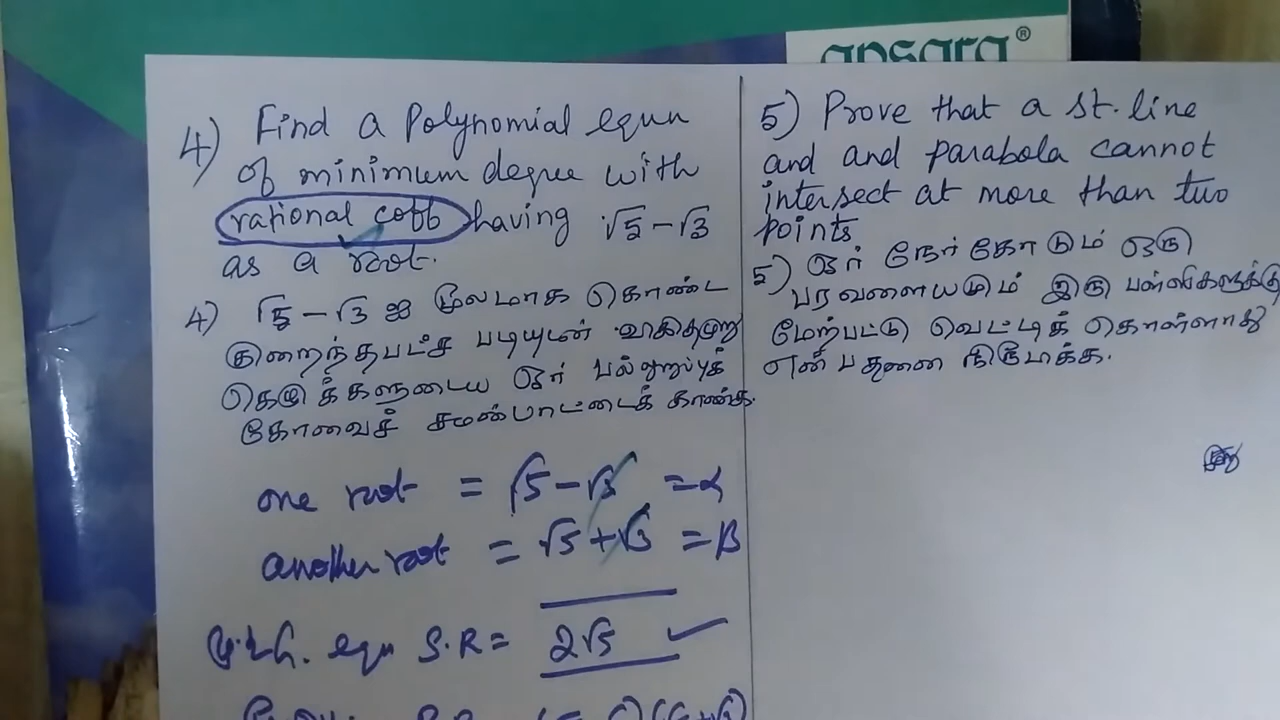 apsara®
4) Find a Polynomial equn
of minimum degree with
rational coff having √5 - √3
as a root.
4) √5 - √3 ஐ மூலமாக கொண்ட
குறைந்தபட்ச படியுடன் விகிதமுறு
கெழுக்களுடைய ஓர் பல்லுறுப்புக்
கோவைச் சமன்பாட்டைக் காண்க.
one root = √5 - √3 = α
another root = √5 + √3 = β
equ S.R = 2√5
5) Prove that a st. line
and and parabola cannot
intersect at more than two
points
5) ஓர் நேர்கோடும் ஒரு
பரவளையமும் இரு புள்ளிகளுக்கு
மேற்பட்டு வெட்டிக் கொள்ளாது
என்பதனை நிரூபிக்க.